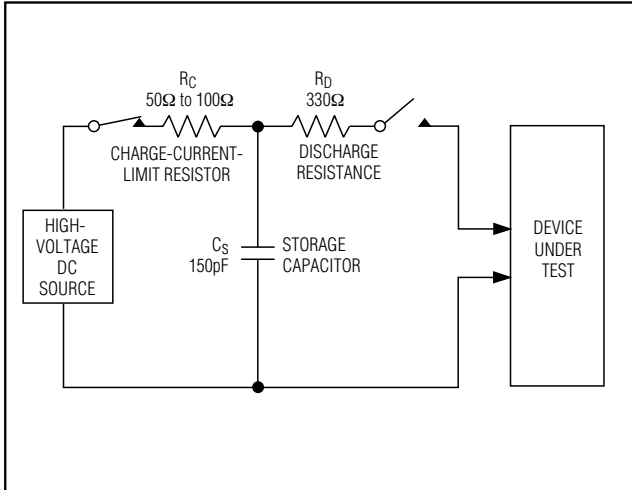 R_C
50Ω to 100Ω
CHARGE-CURRENT-
LIMIT RESISTOR
R_D
330Ω
DISCHARGE
RESISTANCE
HIGH-
VOLTAGE
DC
SOURCE
C_S
150pF
STORAGE
CAPACITOR
DEVICE
UNDER
TEST